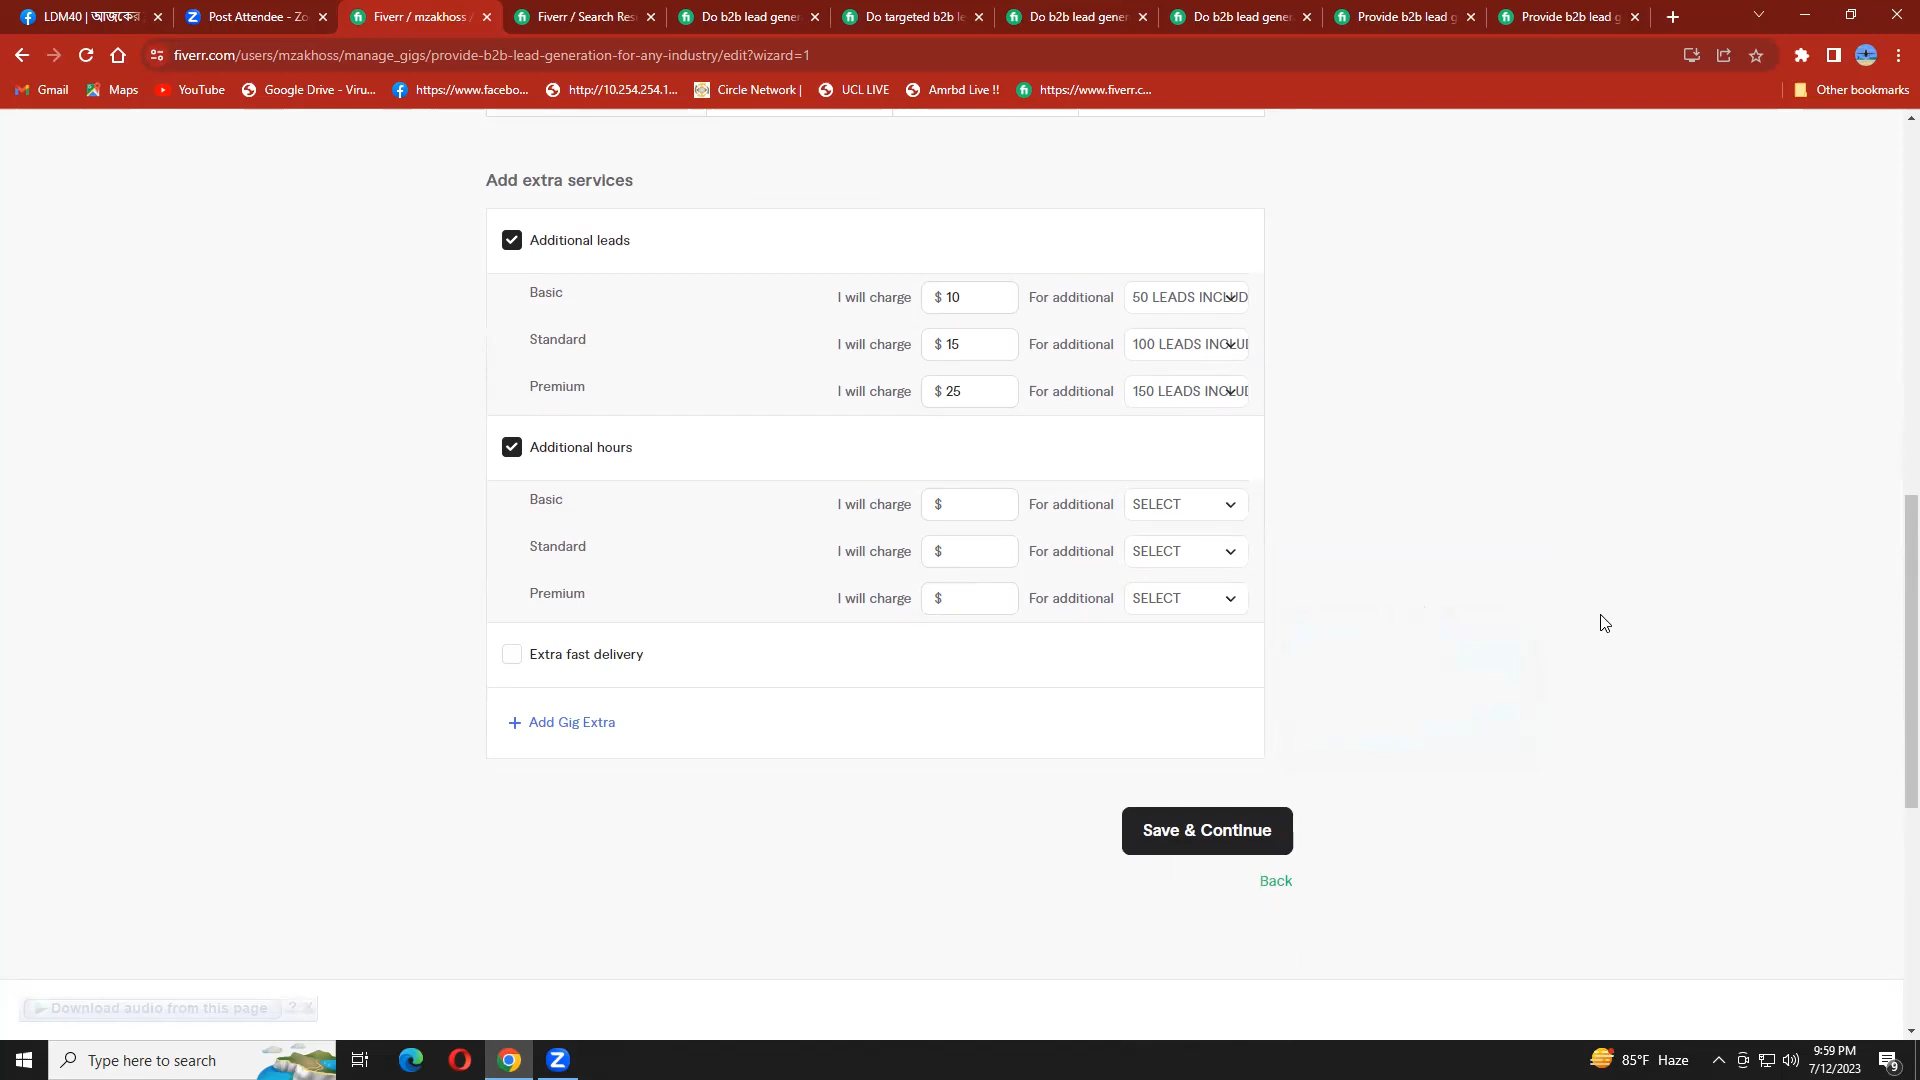 LDM40 | আজকের
Post Attendee - Zo
Fiverr / mzakhoss /
Fiverr / Search Res
Do b2b lead gener
Do targeted b2b le
Do b2b lead gener
Do b2b lead gener
Provide b2b lead g
Provide b2b lead g
fiverr.com/users/mzakhoss/manage_gigs/provide-b2b-lead-generation-for-any-industry/edit?wizard=1
Gmail
Maps
YouTube
Google Drive - Viru...
https://www.facebo...
http://10.254.254.1...
Circle Network |
UCL LIVE
Amrbd Live !!
https://www.fiverr.c...
Other bookmarks
Add extra services
Additional leads
Basic I will charge $ 10 For additional 50 LEADS INCLUD
Standard I will charge $ 15 For additional 100 LEADS INCLUD
Premium I will charge $ 25 For additional 150 LEADS INCLUD
Additional hours
Basic I will charge $ For additional SELECT
Standard I will charge $ For additional SELECT
Premium I will charge $ For additional SELECT
Extra fast delivery
+ Add Gig Extra
Save & Continue
Back
Download audio from this page ? X
Type here to search
85°F Haze
9:59 PM
7/12/2023
9